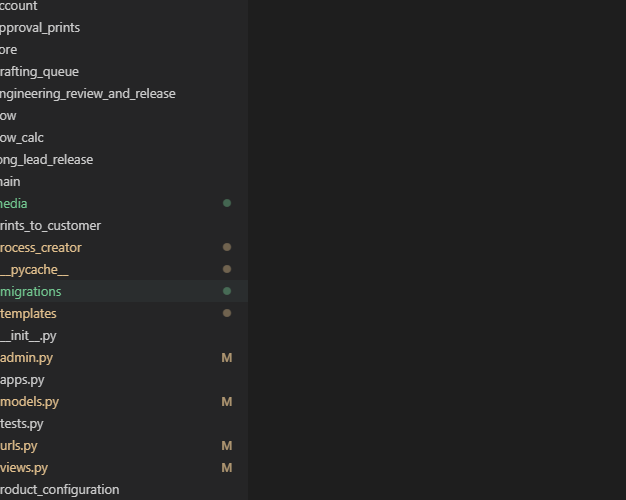 ccount
pproval_prints
ore
rafting_queue
ngineering_review_and_release
ow
ow_calc
ong_lead_release
nain
nedia
rints_to_customer
rocess_creator
__pycache__
migrations
templates
__init__.py
admin.py M
apps.py
models.py M
tests.py
urls.py M
views.py M
roduct_configuration